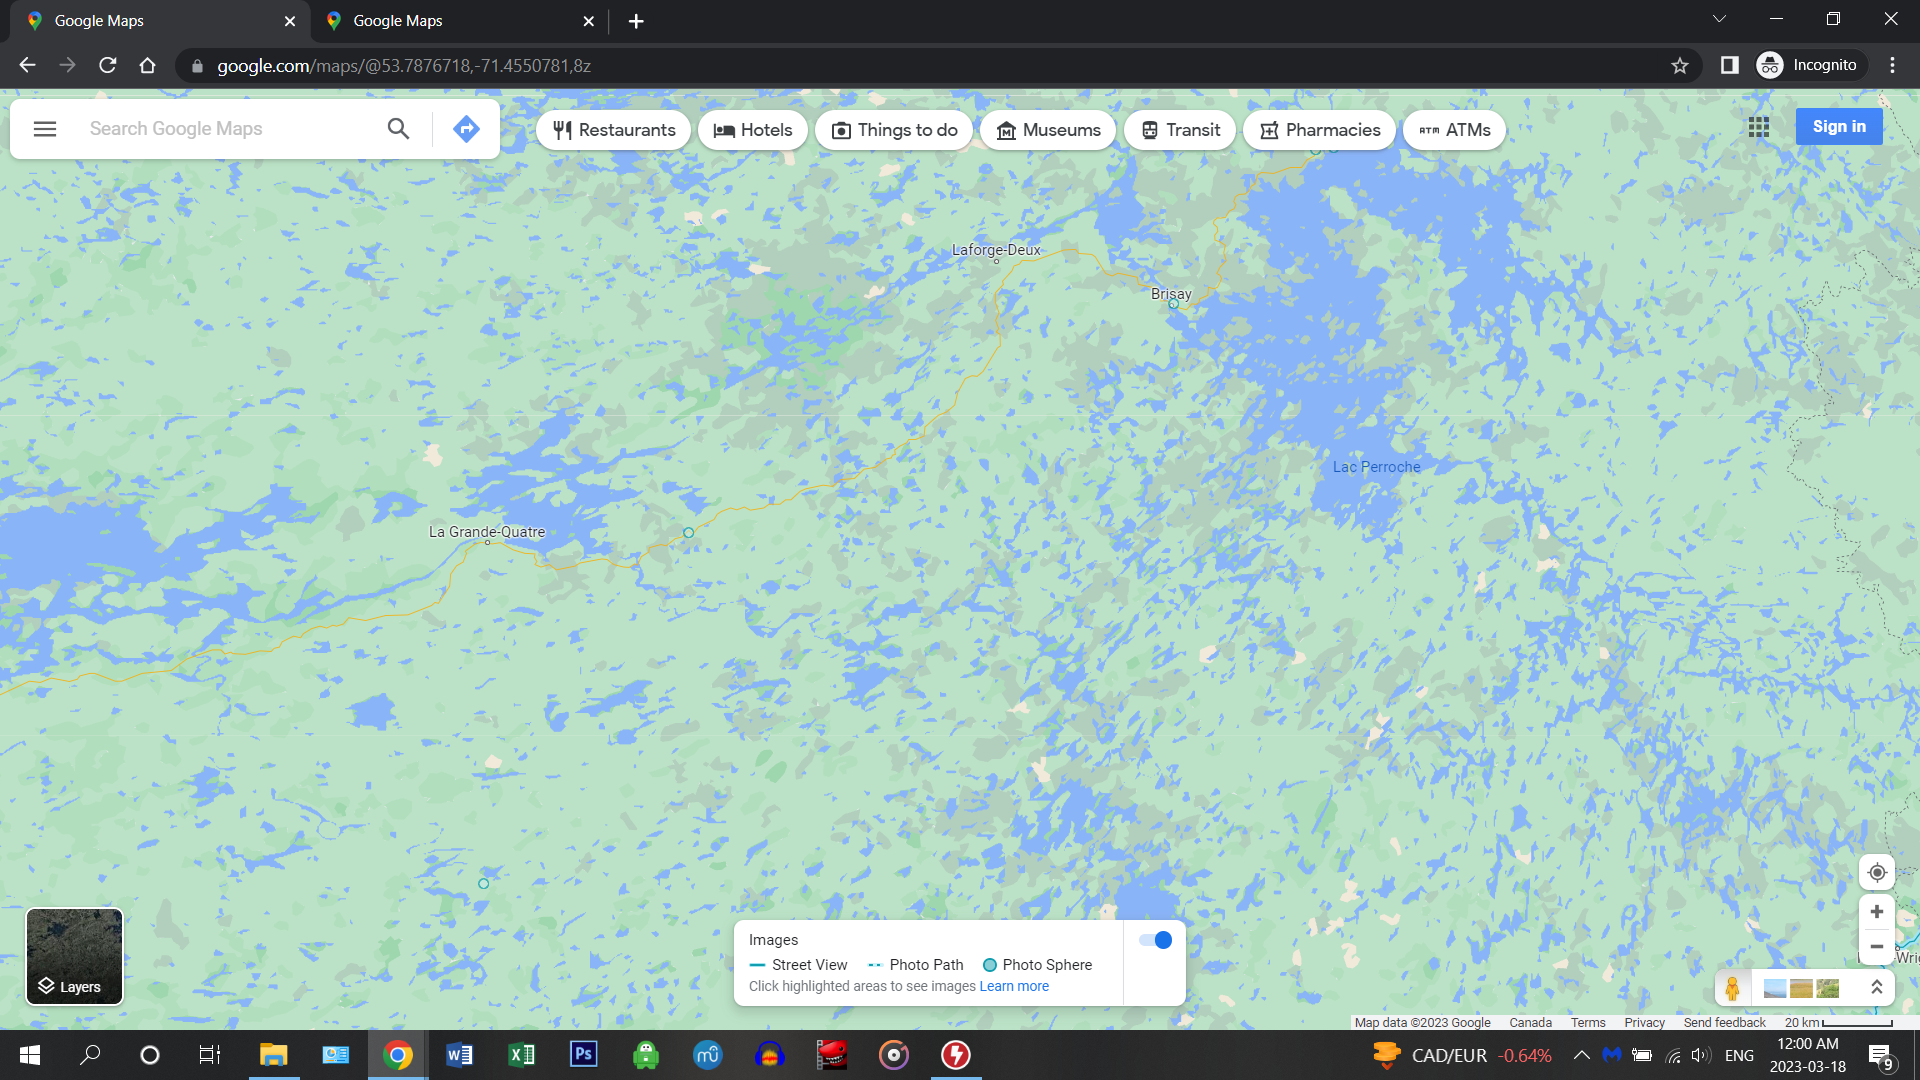 Google Maps
Google Maps
google.com/maps/@53.7876718,-71.4550781,8z
Incognito
Search Google Maps
Restaurants
Hotels
Things to do
Museums
Transit
Pharmacies
ATM ATMs
Sign in
Laforge-Deux
Brisay
Lac Perroche
La Grande-Quatre
Layers
Images
Street View
Photo Path
Photo Sphere
Click highlighted areas to see images Learn more
Map data ©2023 Google
Canada
Terms
Privacy
Send feedback
20 km
W
X
Ps
mu
CAD/EUR -0.64%
ENG
12:00 AM
2023-03-18
9